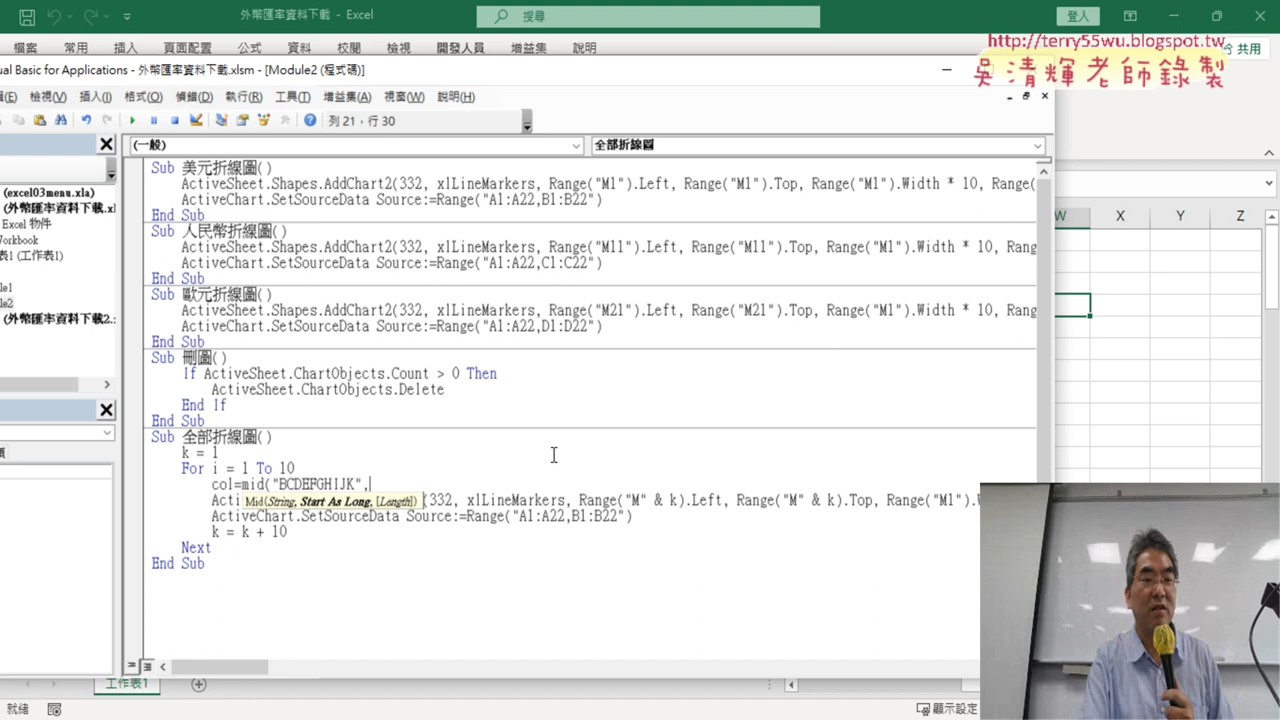 外幣匯率資料下載 - Excel
搜尋
登入
檔案 常用 插入 頁面配置 公式 資料 校閱 檢視 開發人員 增益集 說明
共用
http://terry55wu.blogspot.tw
吳清輝老師錄製
ual Basic for Applications - 外幣匯率資料下載.xlsm - [Module2 (程式碼)]
(E) 檢視(V) 插入(I) 格式(O) 偵錯(D) 執行(R) 工具(T) 增益集(A) 視窗(W) 說明(H)
列 21，行 30
(一般)
全部折線圖
(excel03menu.xla)
(外幣匯率資料下載.xl
Excel 物件
Vorkbook
表1 (工作表1)
le1
le2
(外幣匯率資料下載2.:
Sub 美元折線圖()
ActiveSheet.Shapes.AddChart2(332, xlLineMarkers, Range("M1").Left, Range("M1").Top, Range("M1").Width * 10, Range(
ActiveChart.SetSourceData Source:=Range("A1:A22,B1:B22")
End Sub
Sub 人民幣折線圖()
ActiveSheet.Shapes.AddChart2(332, xlLineMarkers, Range("M11").Left, Range("M11").Top, Range("M1").Width * 10, Rang
ActiveChart.SetSourceData Source:=Range("A1:A22,C1:C22")
End Sub
Sub 歐元折線圖()
ActiveSheet.Shapes.AddChart2(332, xlLineMarkers, Range("M21").Left, Range("M21").Top, Range("M1").Width * 10, Rang
ActiveChart.SetSourceData Source:=Range("A1:A22,D1:D22")
End Sub
Sub 刪圖()
If ActiveSheet.ChartObjects.Count > 0 Then
ActiveSheet.ChartObjects.Delete
End If
End Sub
Sub 全部折線圖()
k = 1
For i = 1 To 10
col=mid("BCDEFGHIJK",
Mid(String, Start As Long, [Length])
Acti (332, xlLineMarkers, Range("M" & k).Left, Range("M" & k).Top, Range("M1").W
ActiveChart.SetSourceData Source:=Range("A1:A22,B1:B22")
k = k + 10
Next
End Sub
W X Y Z
工作表1
就緒
顯示設定